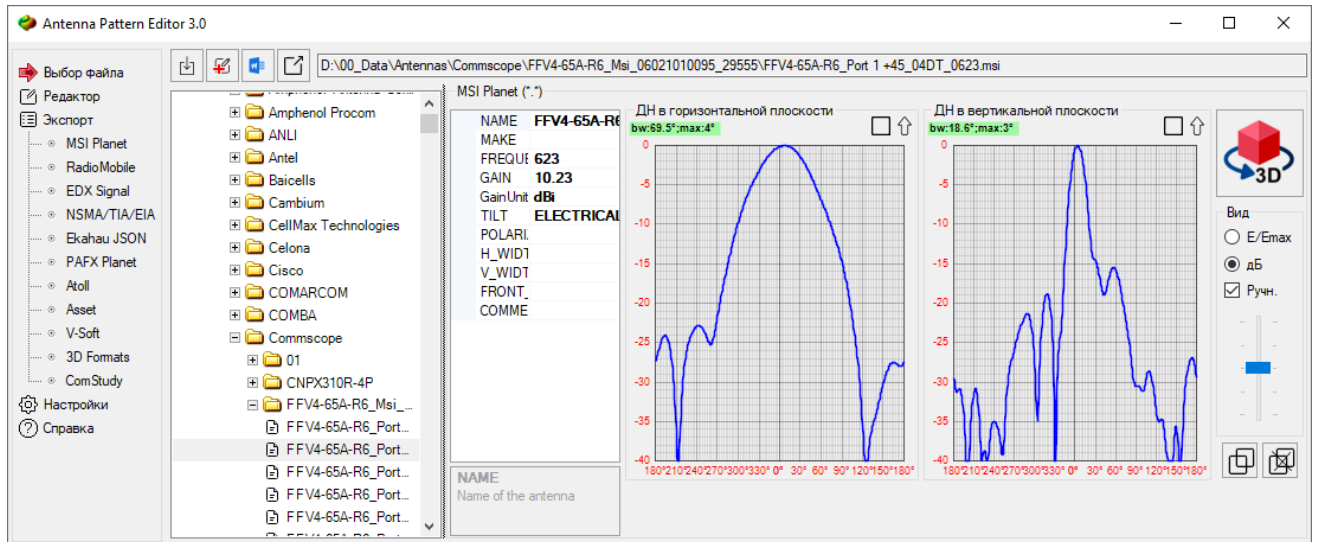 Antenna Pattern Editor 3.0
Выбор файла
Редактор
Экспорт
MSI Planet
RadioMobile
EDX Signal
NSMA/TIA/EIA
Ekahau JSON
PAFX Planet
Atoll
Asset
V-Soft
3D Formats
ComStudy
Настройки
Справка
D:\00_Data\Antennas\Commscope\FFV4-65A-R6_Msi_06021010095_29555\FFV4-65A-R6_Port 1 +45_04DT_0623.msi
Amphenol Procom
ANLI
Antel
Baicells
Cambium
CellMax Technologies
Celona
Cisco
COMARCOM
COMBA
Commscope
01
CNPX310R-4P
FFV4-65A-R6_Msi_...
FFV4-65A-R6_Port...
FFV4-65A-R6_Port...
FFV4-65A-R6_Port...
FFV4-65A-R6_Port...
FFV4-65A-R6_Port...
MSI Planet (*.*)
NAME FFV4-65A-R6
MAKE
FREQUE 623
GAIN 10.23
GainUnit dBi
TILT ELECTRICAL
POLARI.
H_WIDT
V_WIDT
FRONT_
COMME
NAME
Name of the antenna
ДН в горизонтальной плоскости
bw:69.5°;max:4°
0
-5
-10
-15
-20
-25
-30
-35
-40
180°210°240°270°300°330° 0° 30° 60° 90° 120°150°180°
ДН в вертикальной плоскости
bw:18.6°;max:3°
0
-5
-10
-15
-20
-25
-30
-35
-40
180°210°240°270°300°330° 0° 30° 60° 90° 120°150°180°
3D
Вид
E/Emax
дБ
Ручн.